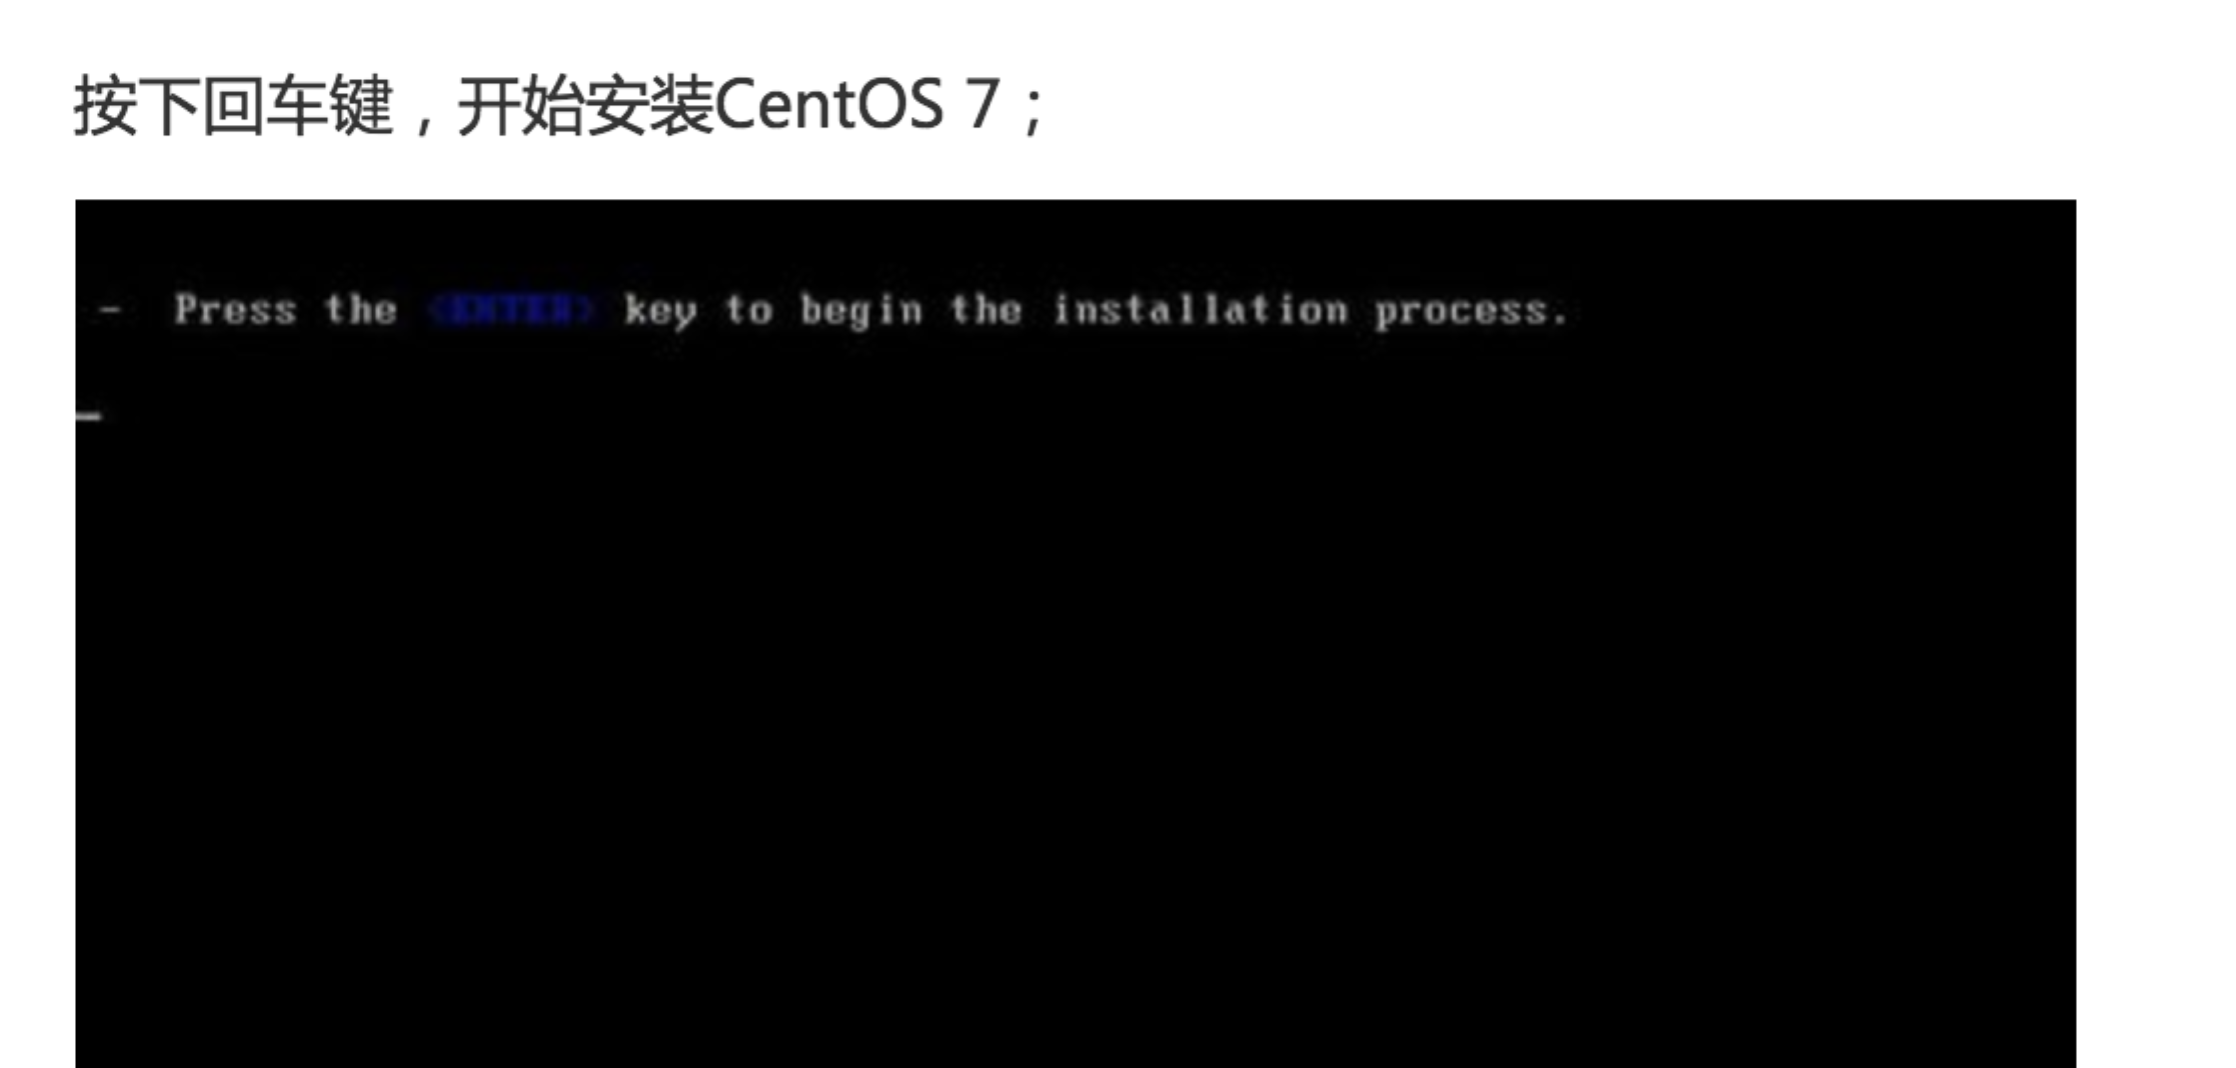 按下回车键，开始安装CentOS 7；
- Press the <ENTER> key to begin the installation process.